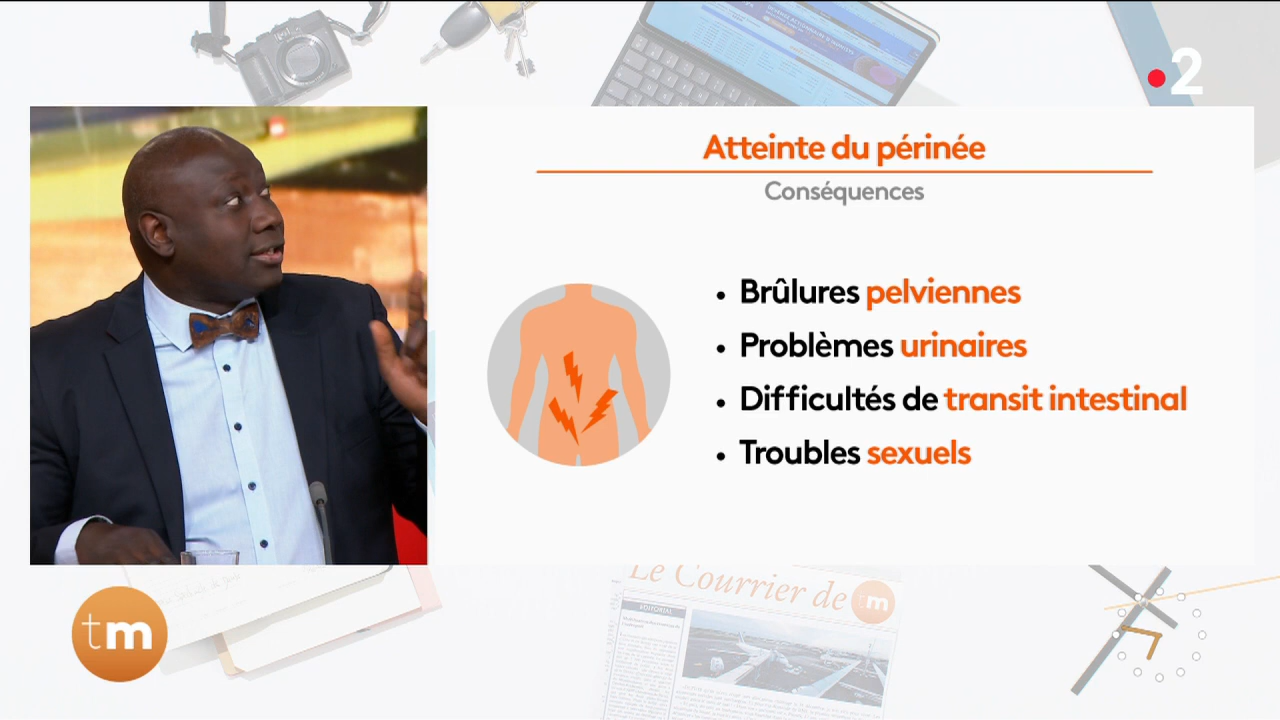 2
Atteinte du périnée
Conséquences
• Brûlures pelviennes
• Problèmes urinaires
• Difficultés de transit intestinal
• Troubles sexuels
Le Courrier de tm
EDITORIAL
tm